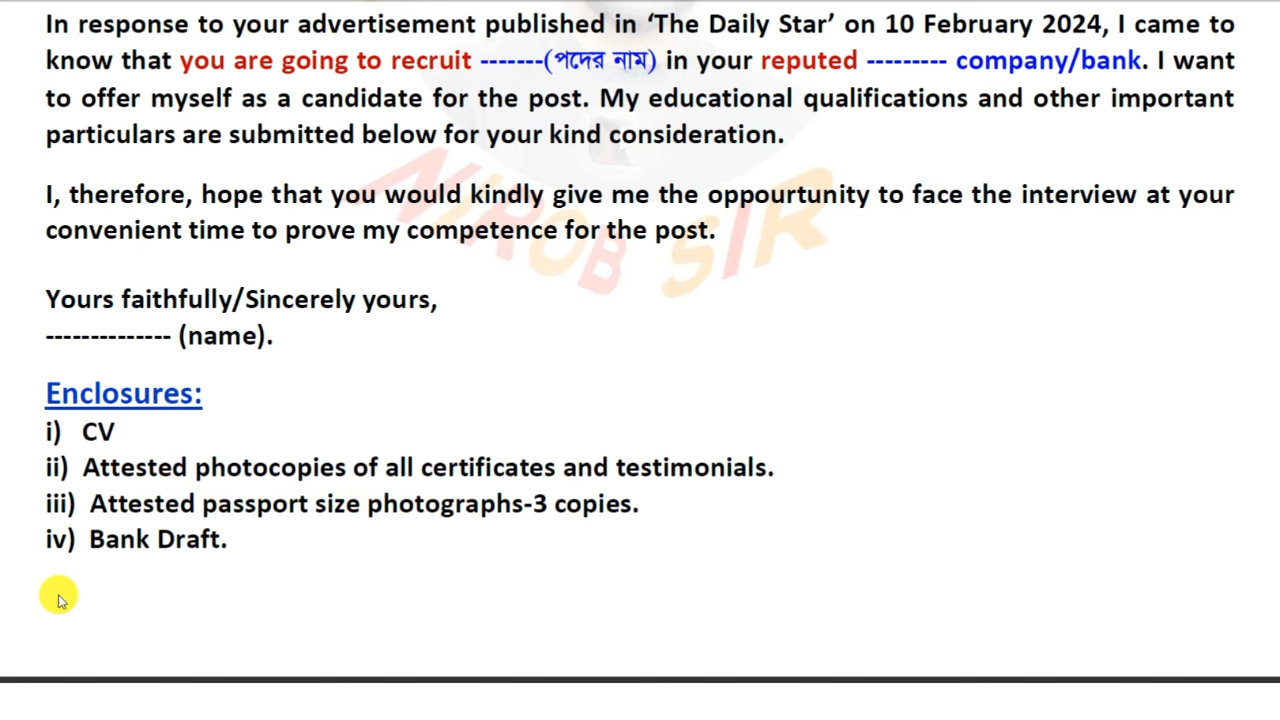 In response to your advertisement published in ‘The Daily Star’ on 10 February 2024, I came to
know that you are going to recruit -------(পদের নাম) in your reputed --------- company/bank. I want
to offer myself as a candidate for the post. My educational qualifications and other important
particulars are submitted below for your kind consideration.
I, therefore, hope that you would kindly give me the oppourtunity to face the interview at your
convenient time to prove my competence for the post.
NIROB SIR
Yours faithfully/Sincerely yours,
-------------- (name).
Enclosures:
i) CV
ii) Attested photocopies of all certificates and testimonials.
iii) Attested passport size photographs-3 copies.
iv) Bank Draft.